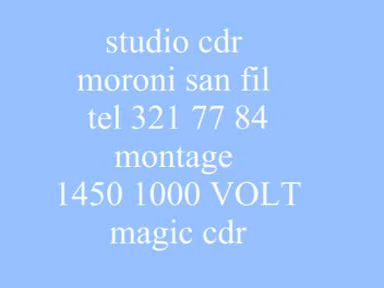 studio cdr
moroni san fil
tel 321 77 84
montage
1450 1000 VOLT
magic cdr